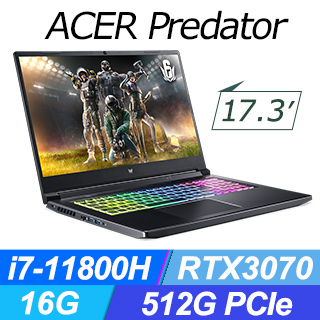 ACER Predator
17.3′
i7-11800H
RTX3070
16G
512G PCIe